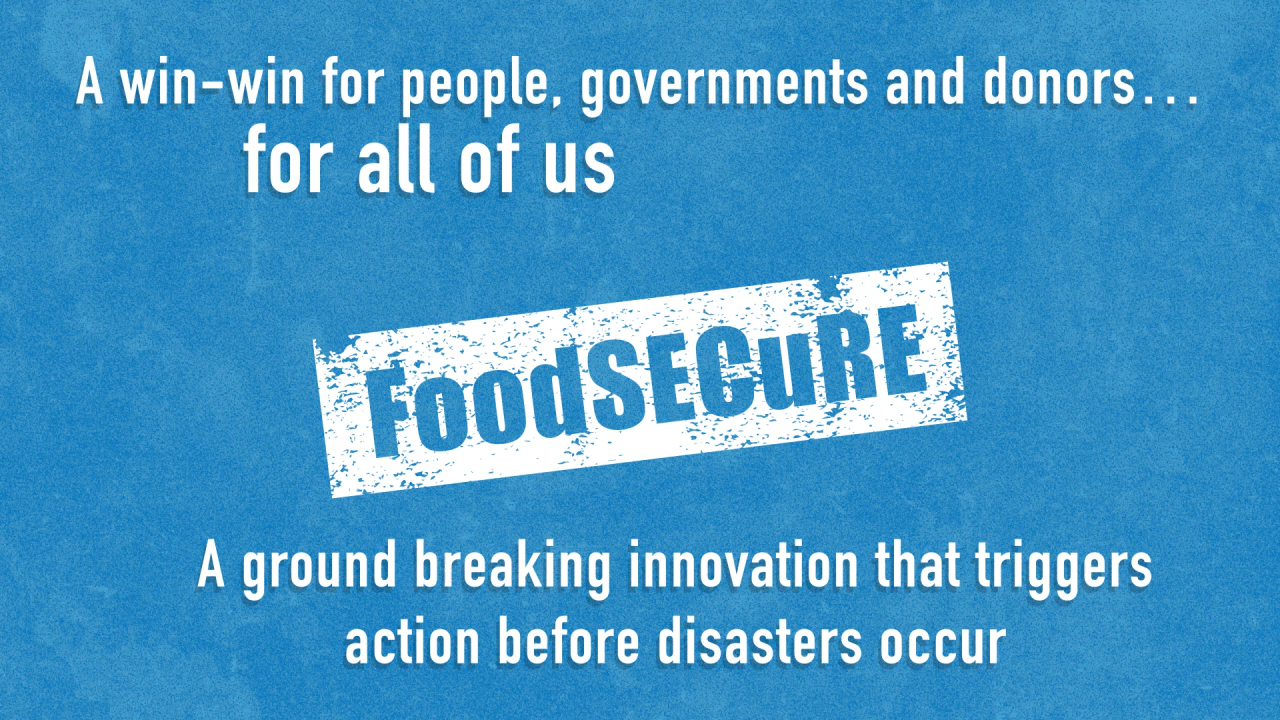 A win-win for people, governments and donors...
for all of us
FoodSECuRE
A ground breaking innovation that triggers
action before disasters occur